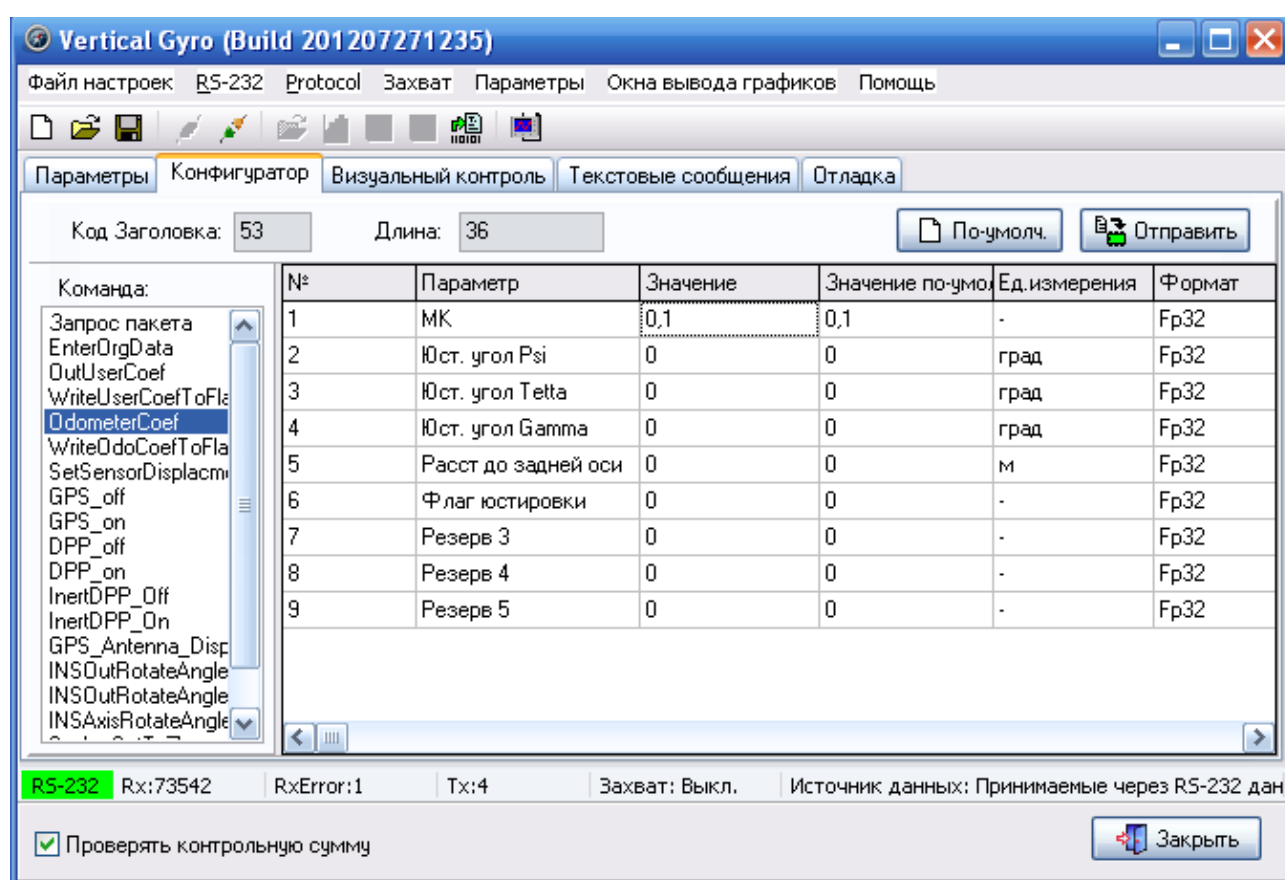 Vertical Gyro (Build 201207271235)
Файл настроек RS-232 Protocol Захват Параметры Окна вывода графиков Помощь
Параметры Конфигуратор Визуальный контроль Текстовые сообщения Отладка
Код Заголовка: 53 Длина: 36 По-умолч. Отправить
Команда:
Запрос пакета
EnterOrgData
OutUserCoef
WriteUserCoefToFla
OdometerCoef
WriteOdoCoefToFla
SetSensorDisplacm
GPS_off
GPS_on
DPP_off
DPP_on
InertDPP_Off
InertDPP_On
GPS_Antenna_Disp
INSOutRotateAngle
INSOutRotateAngle
INSAxisRotateAngle
№ Параметр Значение Значение по-умол Ед.измерения Формат
1 МК 0,1 0,1 - Fp32
2 Юст. угол Psi 0 0 град Fp32
3 Юст. угол Tetta 0 0 град Fp32
4 Юст. угол Gamma 0 0 град Fp32
5 Расст до задней оси 0 0 м Fp32
6 Флаг юстировки 0 0 - Fp32
7 Резерв 3 0 0 - Fp32
8 Резерв 4 0 0 - Fp32
9 Резерв 5 0 0 - Fp32
RS-232 Rx:73542 RxError:1 Tx:4 Захват: Выкл. Источник данных: Принимаемые через RS-232 дан
Проверять контрольную сумму Закрыть